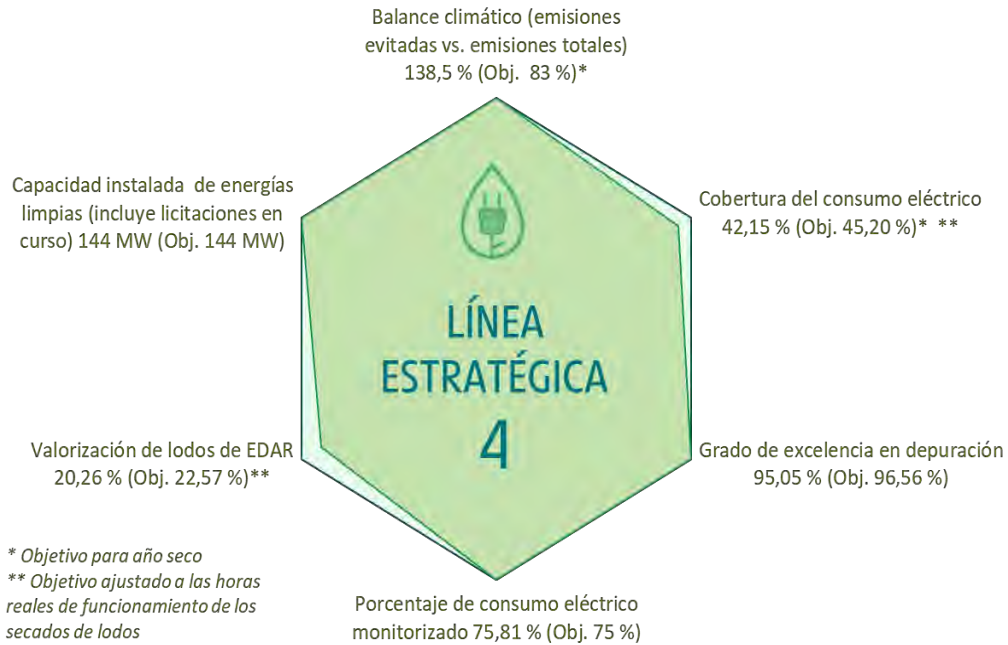 Balance climático (emisiones
evitadas vs. emisiones totales)
138,5 % (Obj. 83 %)*
Capacidad instalada de energías
limpias (incluye licitaciones en
curso) 144 MW (Obj. 144 MW)
Cobertura del consumo eléctrico
42,15 % (Obj. 45,20 %)* **
LÍNEA
ESTRATÉGICA
4
Valorización de lodos de EDAR
20,26 % (Obj. 22,57 %)**
Grado de excelencia en depuración
95,05 % (Obj. 96,56 %)
* Objetivo para año seco
** Objetivo ajustado a las horas
reales de funcionamiento de los
secados de lodos
Porcentaje de consumo eléctrico
monitorizado 75,81 % (Obj. 75 %)